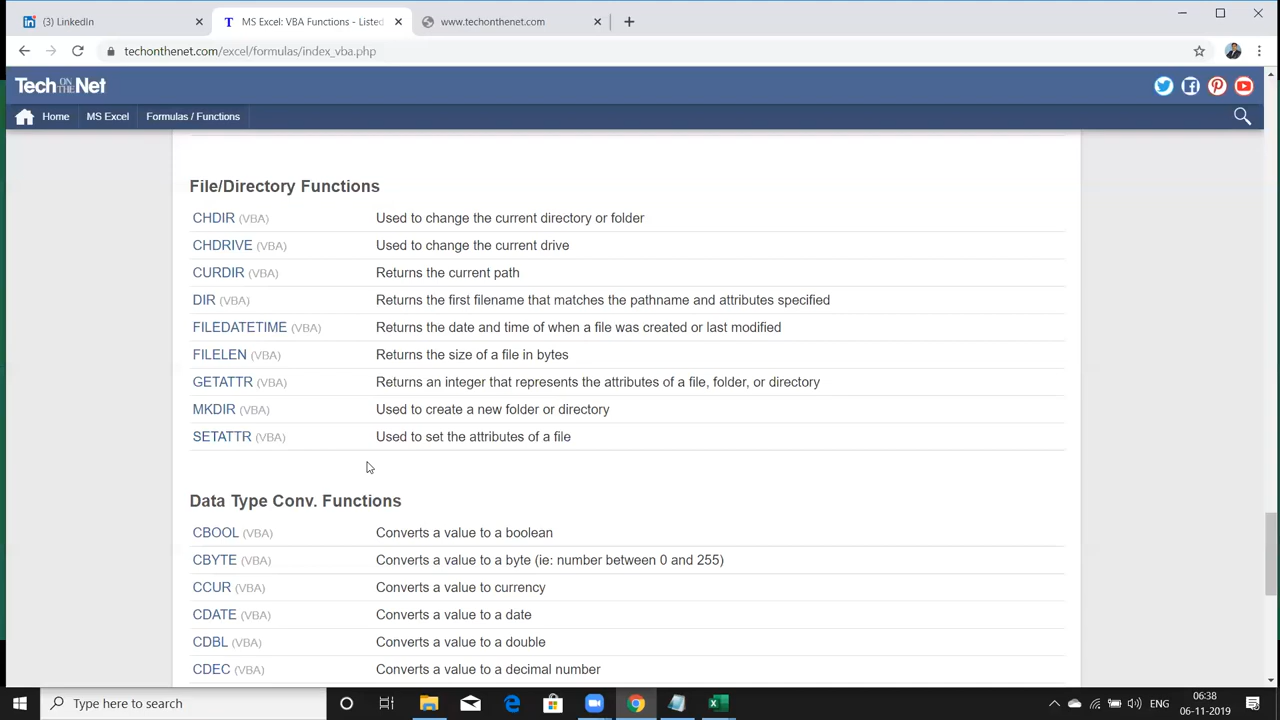 (3) LinkedIn
MS Excel: VBA Functions - Listed
www.techonthenet.com
techonthenet.com/excel/formulas/index_vba.php
Tech ON THE Net
Home MS Excel Formulas / Functions
File/Directory Functions
CHDIR (VBA) Used to change the current directory or folder
CHDRIVE (VBA) Used to change the current drive
CURDIR (VBA) Returns the current path
DIR (VBA) Returns the first filename that matches the pathname and attributes specified
FILEDATETIME (VBA) Returns the date and time of when a file was created or last modified
FILELEN (VBA) Returns the size of a file in bytes
GETATTR (VBA) Returns an integer that represents the attributes of a file, folder, or directory
MKDIR (VBA) Used to create a new folder or directory
SETATTR (VBA) Used to set the attributes of a file
Data Type Conv. Functions
CBOOL (VBA) Converts a value to a boolean
CBYTE (VBA) Converts a value to a byte (ie: number between 0 and 255)
CCUR (VBA) Converts a value to currency
CDATE (VBA) Converts a value to a date
CDBL (VBA) Converts a value to a double
CDEC (VBA) Converts a value to a decimal number
Type here to search
ENG
06:38
06-11-2019